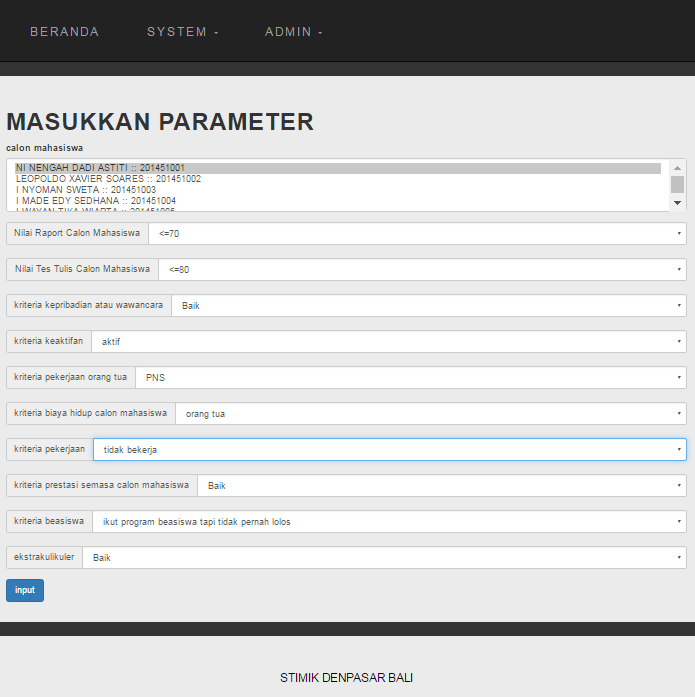 BERANDA SYSTEM ADMIN
MASUKKAN PARAMETER
calon mahasiswa
NI NENGAH DADI ASTITI :: 201451001
LEOPOLDO XAVIER SOARES :: 201451002
I NYOMAN SWETA :: 201451003
I MADE EDY SEDHANA :: 201451004
I WAYAN TIKA WIARTA :: 201451005
Nilai Raport Calon Mahasiswa <=70
Nilai Tes Tulis Calon Mahasiswa <=80
kriteria kepribadian atau wawancara Baik
kriteria keaktifan aktif
kriteria pekerjaan orang tua PNS
kriteria biaya hidup calon mahasiswa orang tua
kriteria pekerjaan tidak bekerja
kriteria prestasi semasa calon mahasiswa Baik
kriteria beasiswa ikut program beasiswa tapi tidak pernah lolos
ekstrakulikuler Baik
input
STIMIK DENPASAR BALI